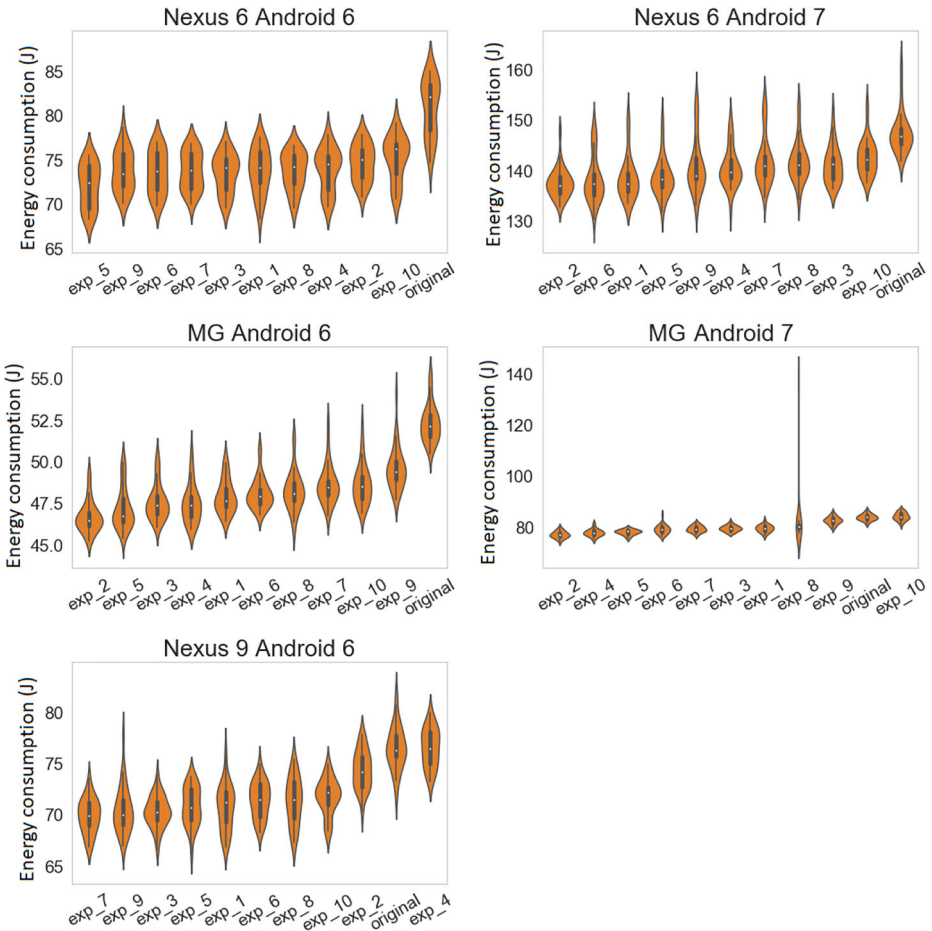 Nexus 6 Android 6
Energy consumption (J)
85
80
75
70
65
exp_5 exp_9 exp_6 exp_7 exp_3 exp_1 exp_8 exp_4 exp_2 exp_10 original
Nexus 6 Android 7
Energy consumption (J)
160
150
140
130
exp_2 exp_6 exp_1 exp_5 exp_9 exp_4 exp_7 exp_8 exp_3 exp_10 original
MG Android 6
Energy consumption (J)
55.0
52.5
50.0
47.5
45.0
exp_2 exp_5 exp_3 exp_4 exp_1 exp_6 exp_8 exp_7 exp_10 exp_9 original
MG Android 7
Energy consumption (J)
140
120
100
80
exp_2 exp_4 exp_5 exp_6 exp_7 exp_3 exp_1 exp_8 exp_9 original exp_10
Nexus 9 Android 6
Energy consumption (J)
80
75
70
65
exp_7 exp_9 exp_3 exp_5 exp_1 exp_6 exp_8 exp_10 exp_2 original exp_4